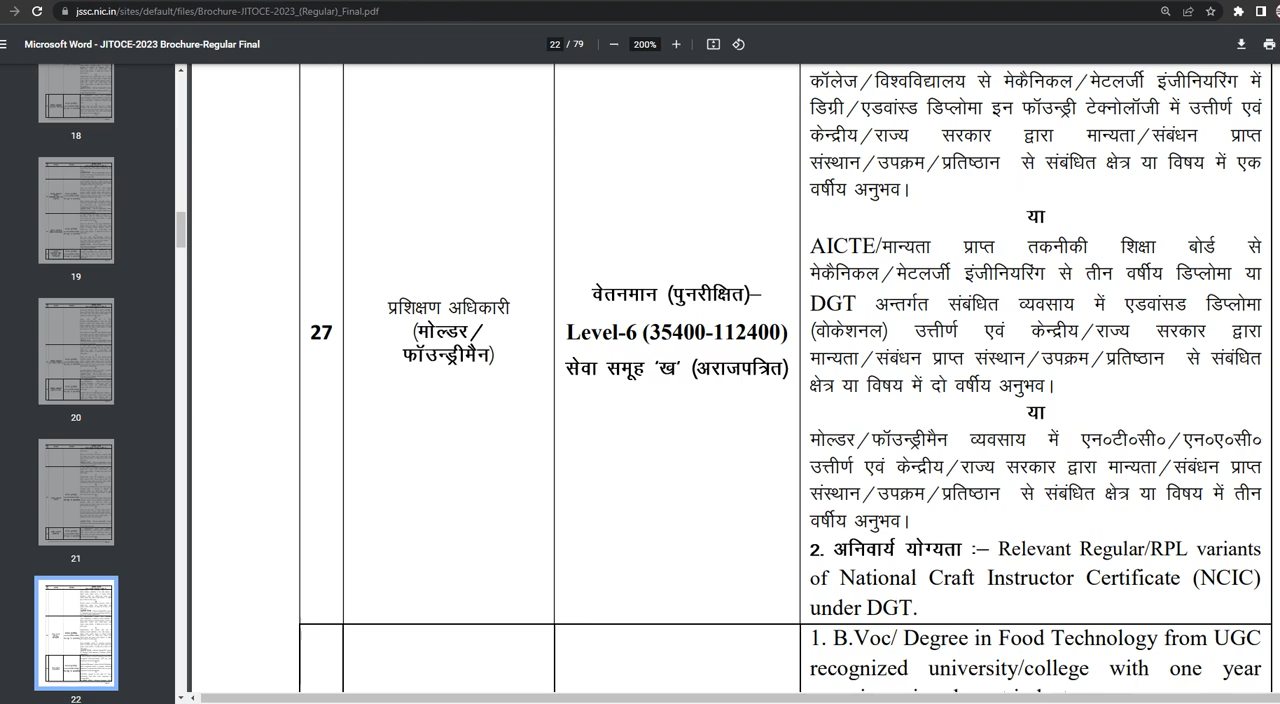 jssc.nic.in/sites/default/files/Brochure-JITOCE-2023_(Regular)_Final.pdf
Microsoft Word - JITOCE-2023 Brochure-Regular Final
22 / 79
200%
18
19
20
21
22
27
प्रशिक्षण अधिकारी
(मोल्डर/
फॉउन्ड्रीमैन)
वेतनमान (पुनरीक्षित)–
Level-6 (35400-112400)
सेवा समूह 'ख' (अराजपत्रित)
कॉलेज/विश्वविद्यालय से मेकैनिकल/मेटलर्जी इंजीनियरिंग में
डिग्री/एडवांस्ड डिप्लोमा इन फॉउन्ड्री टेक्नोलॉजी में उत्तीर्ण एवं
केन्द्रीय/राज्य सरकार द्वारा मान्यता/संबंधन प्राप्त
संस्थान/उपक्रम/प्रतिष्ठान से संबंधित क्षेत्र या विषय में एक
वर्षीय अनुभव।
या
AICTE/मान्यता प्राप्त तकनीकी शिक्षा बोर्ड से
मेकैनिकल/मेटलर्जी इंजीनियरिंग से तीन वर्षीय डिप्लोमा या
DGT अन्तर्गत संबंधित व्यवसाय में एडवांसड डिप्लोमा
(वोकेशनल) उत्तीर्ण एवं केन्द्रीय/राज्य सरकार द्वारा
मान्यता/संबंधन प्राप्त संस्थान/उपक्रम/प्रतिष्ठान से संबंधित
क्षेत्र या विषय में दो वर्षीय अनुभव।
या
मोल्डर/फॉउन्ड्रीमैन व्यवसाय में एन०टी०सी०/एन०ए०सी०
उत्तीर्ण एवं केन्द्रीय/राज्य सरकार द्वारा मान्यता/संबंधन प्राप्त
संस्थान/उपक्रम/प्रतिष्ठान से संबंधित क्षेत्र या विषय में तीन
वर्षीय अनुभव।
2. अनिवार्य योग्यता :– Relevant Regular/RPL variants
of National Craft Instructor Certificate (NCIC)
under DGT.
1. B.Voc/ Degree in Food Technology from UGC
recognized university/college with one year